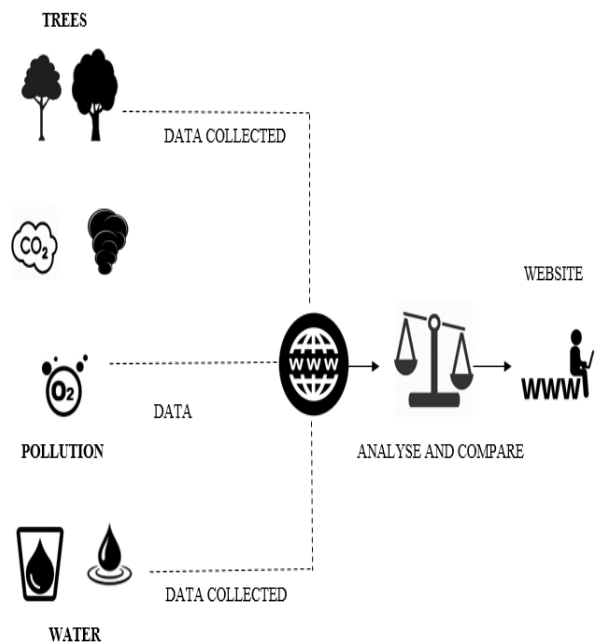 TREES
DATA COLLECTED
CO2
WEBSITE
WWW
WWW
O2
DATA
POLLUTION
ANALYSE AND COMPARE
DATA COLLECTED
WATER